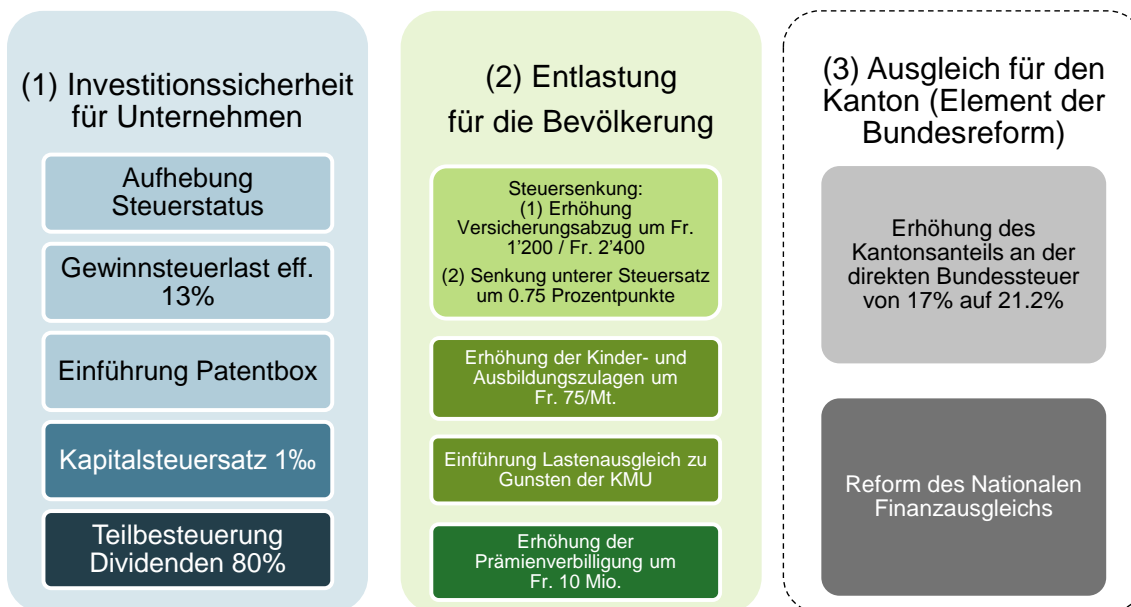 (1) Investitionssicherheit
für Unternehmen
Aufhebung
Steuerstatus
Gewinnsteuerlast eff.
13%
Einführung Patentbox
Kapitalsteuersatz 1‰
Teilbesteuerung
Dividenden 80%
(2) Entlastung
für die Bevölkerung
Steuersenkung:
(1) Erhöhung
Versicherungsabzug um Fr.
1'200 / Fr. 2'400
(2) Senkung unterer Steuersatz
um 0.75 Prozentpunkte
Erhöhung der Kinder- und
Ausbildungszulagen um
Fr. 75/Mt.
Einführung Lastenausgleich zu
Gunsten der KMU
Erhöhung der
Prämienverbilligung um
Fr. 10 Mio.
(3) Ausgleich für den
Kanton (Element der
Bundesreform)
Erhöhung des
Kantonsanteils an der
direkten Bundessteuer
von 17% auf 21.2%
Reform des Nationalen
Finanzausgleichs